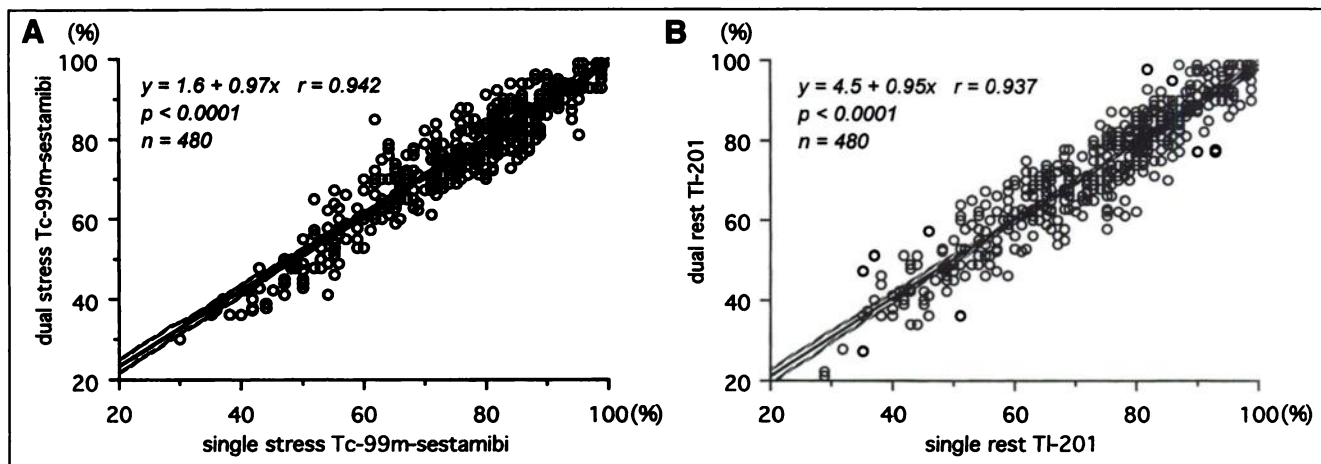 A (%)
100
80
60
40
20
dual stress Tc-99m-sestamibi
y = 1.6 + 0.97x r = 0.942
p < 0.0001
n = 480
20 40 60 80 100(%)
single stress Tc-99m-sestamibi
B (%)
100
80
60
40
20
dual rest Tl-201
y = 4.5 + 0.95x r = 0.937
p < 0.0001
n = 480
20 40 60 80 100(%)
single rest Tl-201